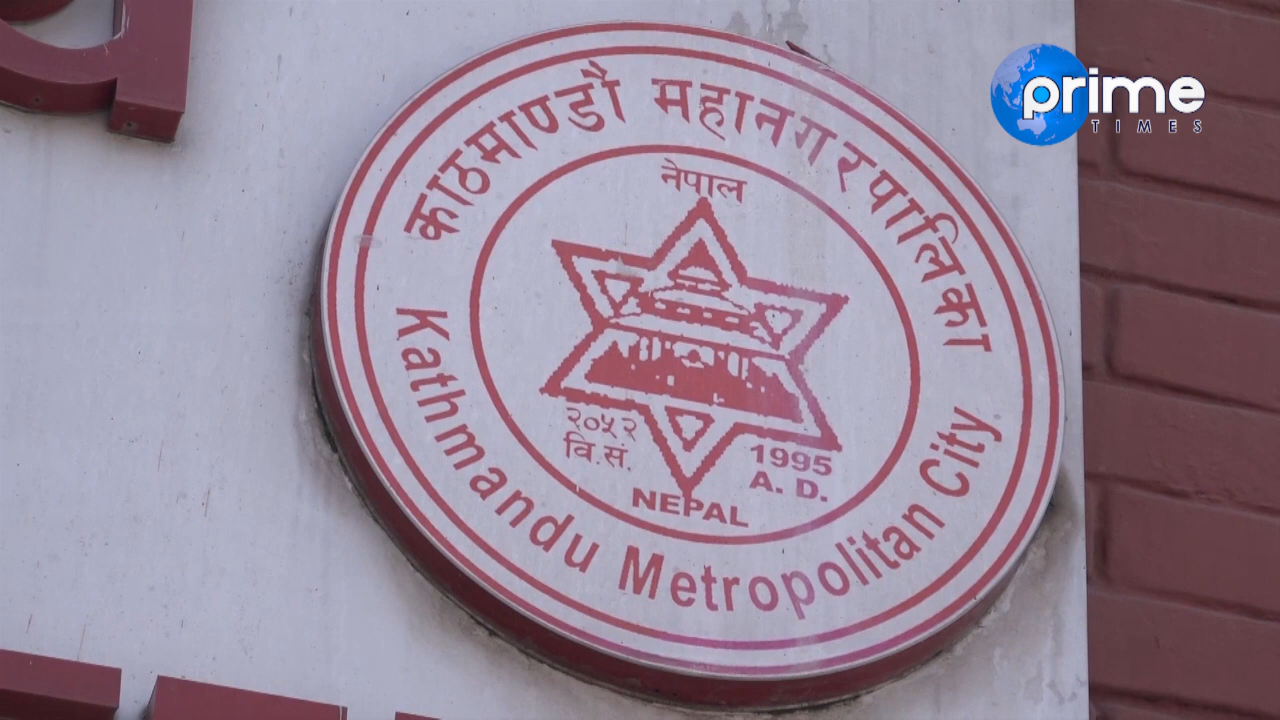 prime
TIMES
काठमाण्डौ महानगरपालिका
नेपाल
२०५२
वि.सं.
1995
A. D.
NEPAL
Kathmandu Metropolitan City